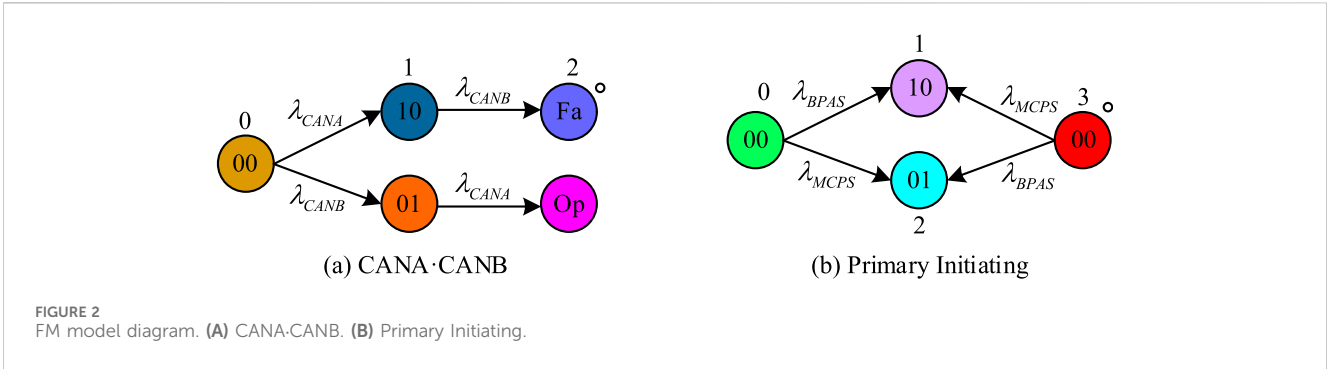 0
00
λCANA
λCANB
1
10
01
λCANB
λCANA
2
Fa
Op
(a) CANA·CANB
0
00
λBPAS
λMCPS
1
10
01
2
λMCPS
λBPAS
3
00
(b) Primary Initiating
FIGURE 2
FM model diagram. (A) CANA·CANB. (B) Primary Initiating.